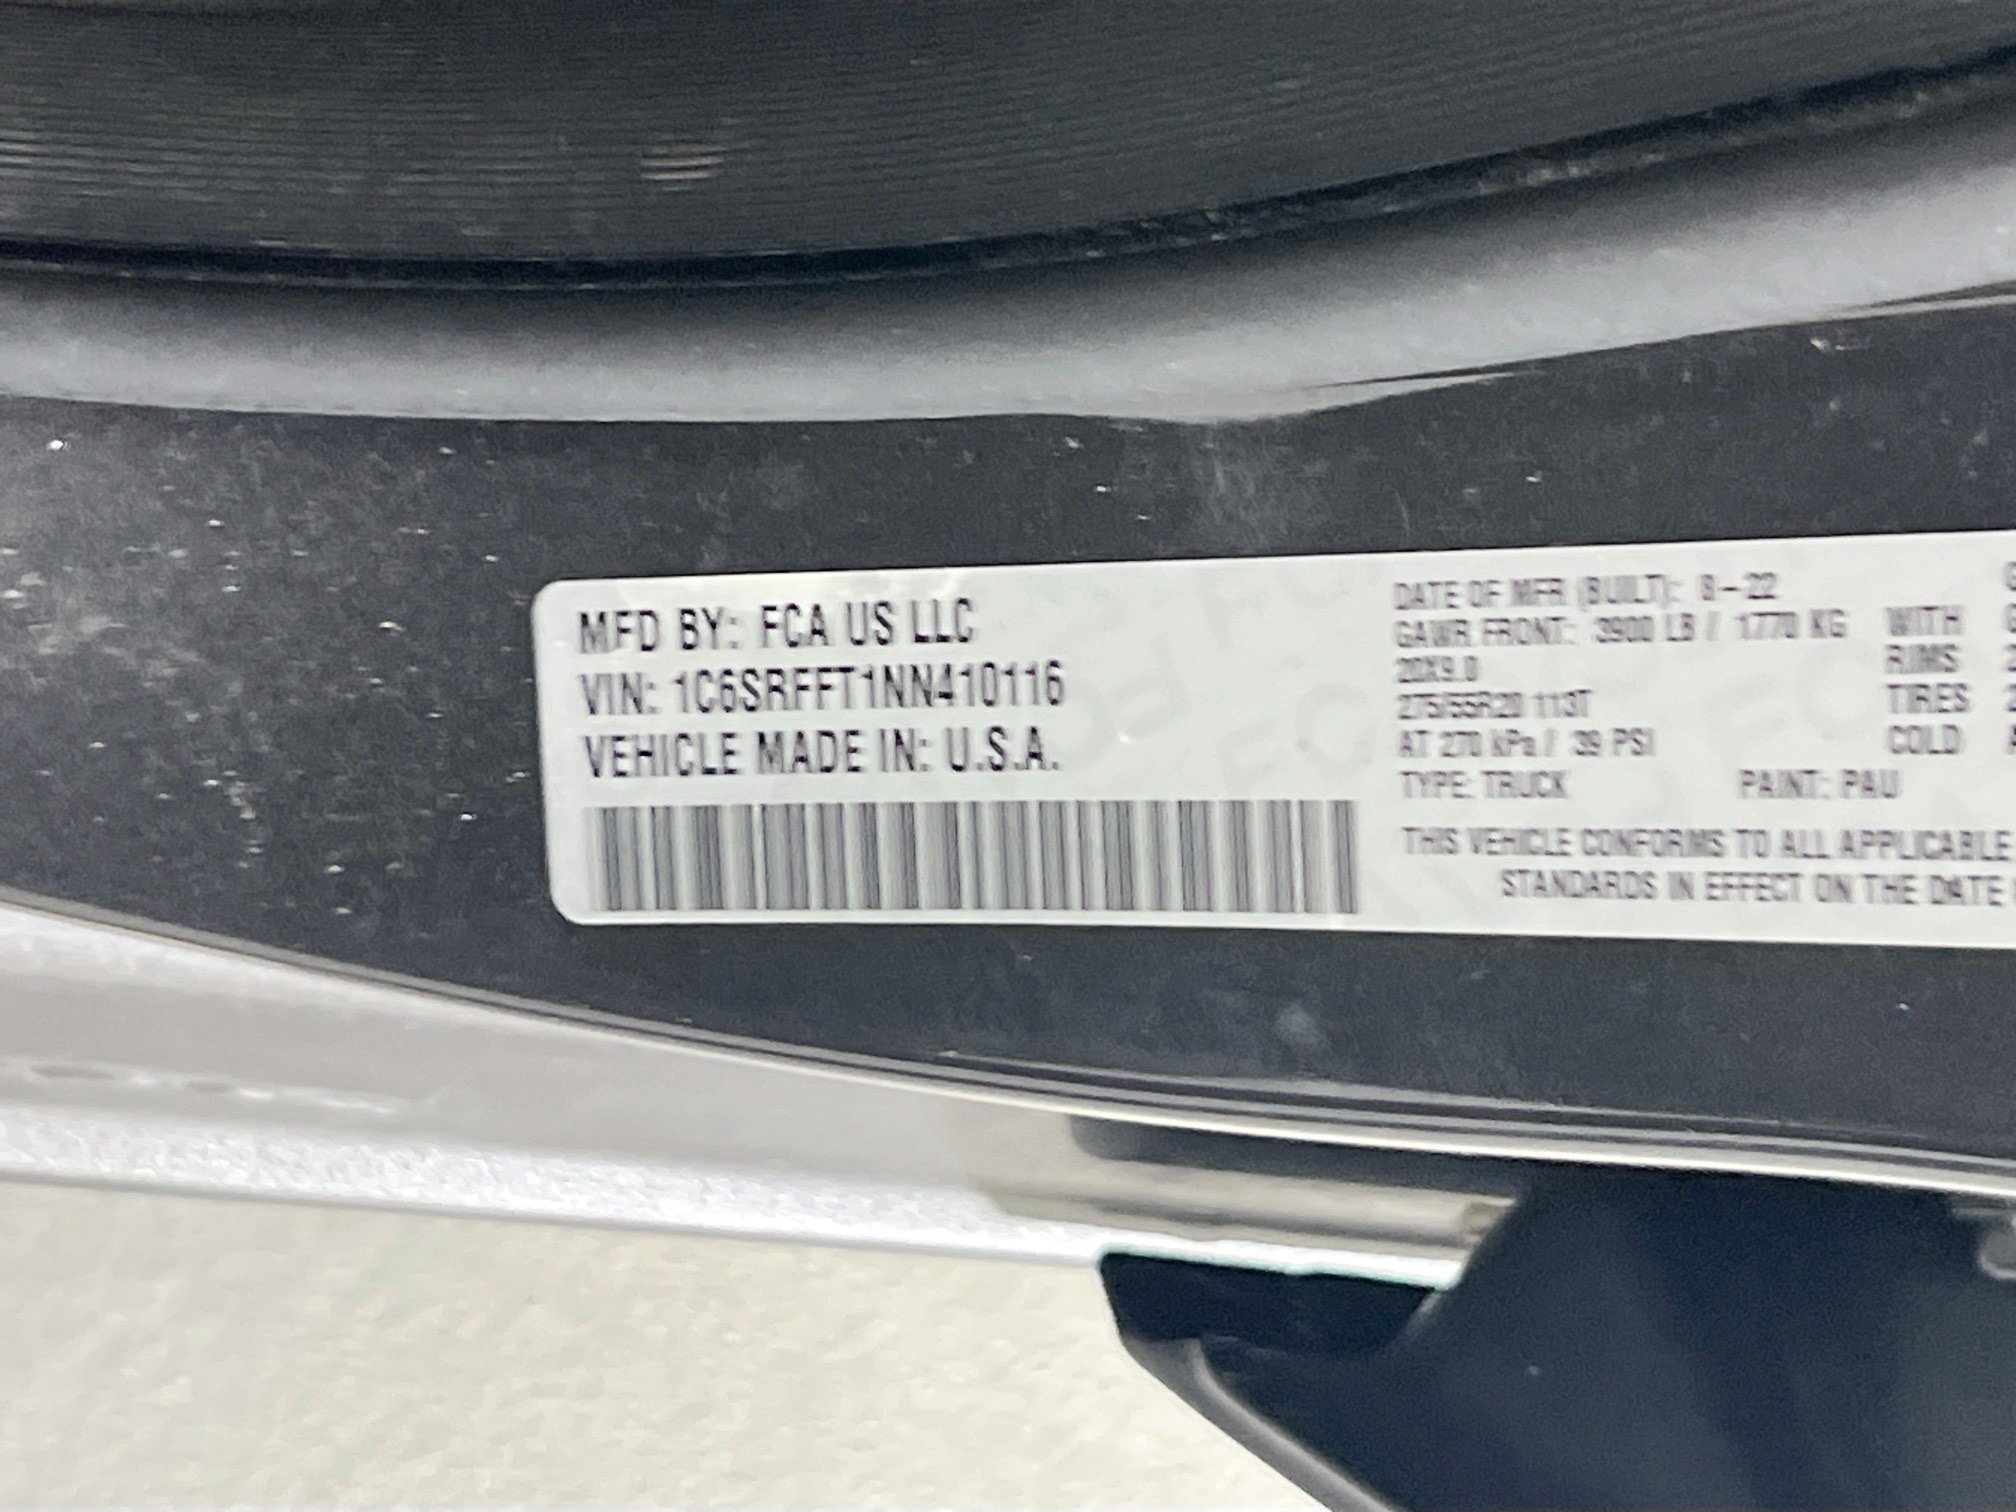 MFD BY: FCA US LLC
VIN: 1C6SRFFT1NN410116
VEHICLE MADE IN: U.S.A.
DATE OF MFR (BUILT): 8-22
GAWR FRONT: 3900 LB / 1770 KG WITH
20X9.0 RIMS
275/55R20 113T TIRES
AT 270 kPa / 39 PSI COLD
TYPE: TRUCK PAINT: PAU
THIS VEHICLE CONFORMS TO ALL APPLICABLE
STANDARDS IN EFFECT ON THE DATE